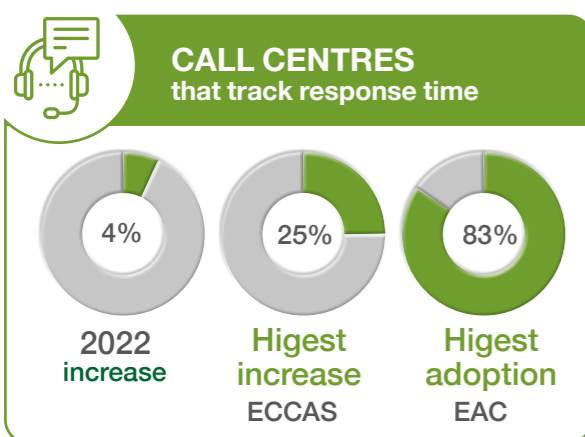 CALL CENTRES
that track response time
4%
25%
83%
2022
increase
Higest
increase
ECCAS
Higest
adoption
EAC